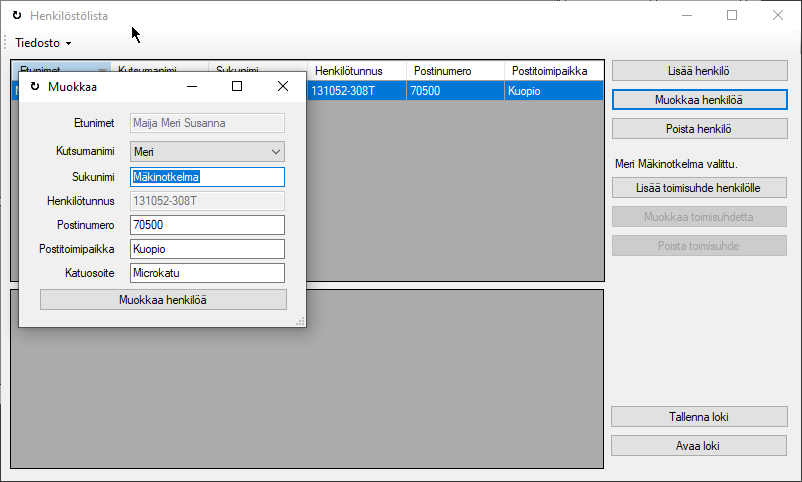 Henkilöstölista
Tiedosto
Etunimet Kutsumanimi Sukunimi Henkilötunnus Postinumero Postitoimipaikka
131052-308T 70500 Kuopio
Muokkaa
Etunimet Maija Meri Susanna
Kutsumanimi Meri
Sukunimi Mäkinotkelma
Henkilötunnus 131052-308T
Postinumero 70500
Postitoimipaikka Kuopio
Katuosoite Microkatu
Muokkaa henkilöä
Lisää henkilö
Muokkaa henkilöä
Poista henkilö
Meri Mäkinotkelma valittu.
Lisää toimisuhde henkilölle
Muokkaa toimisuhdetta
Poista toimisuhde
Tallenna loki
Avaa loki